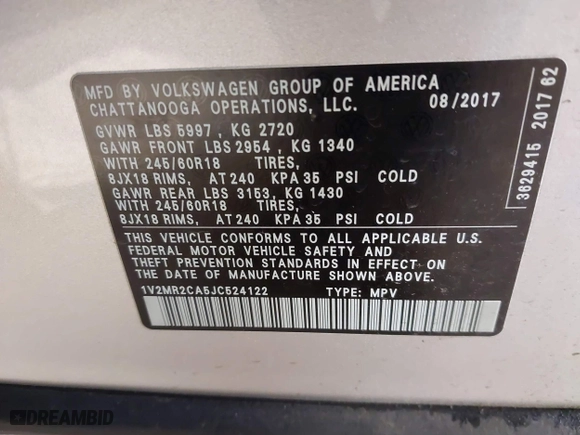 MFD BY VOLKSWAGEN GROUP OF AMERICA
CHATTANOOGA OPERATIONS, LLC. 08/2017
GVWR LBS 5997 , KG 2720
GAWR FRONT LBS 2954 , KG 1340
WITH 245/60R18 TIRES,
8JX18 RIMS, AT 240 KPA 35 PSI COLD
GAWR REAR LBS 3153, KG 1430
WITH 245/60R18 TIRES,
8JX18 RIMS, AT 240 KPA 35 PSI COLD
THIS VEHICLE CONFORMS TO ALL APPLICABLE
FEDERAL MOTOR VEHICLE SAFETY AND
THEFT PREVENTION STANDARDS IN EFFECT
ON THE DATE OF MANUFACTURE SHOWN ABOVE.
1V2MR2CA5JC524122 TYPE: MPV
3629415 2017 62
DREAMBID